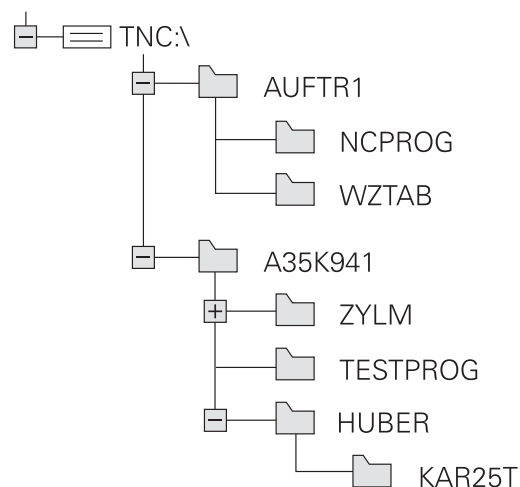 TNC:\
AUFTR1
NCPROG
WZTAB
A35K941
ZYLM
TESTPROG
HUBER
KAR25T